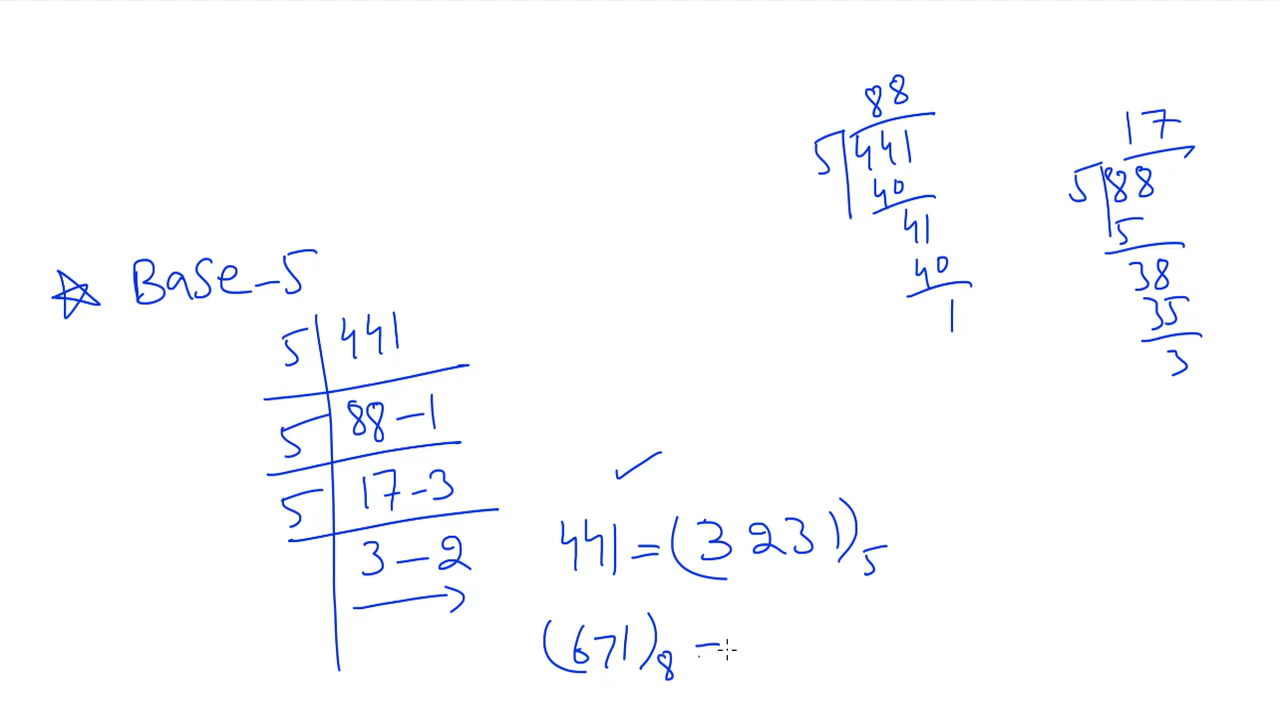 ☆ Base-5
5 | 441
5 | 88 - 1
5 | 17 - 3
3 - 2
→
88
5 | 441
40
41
40
1
17
5 | 88
5
38
35
3
✓
441 = (3231)₅
(671)₈ =